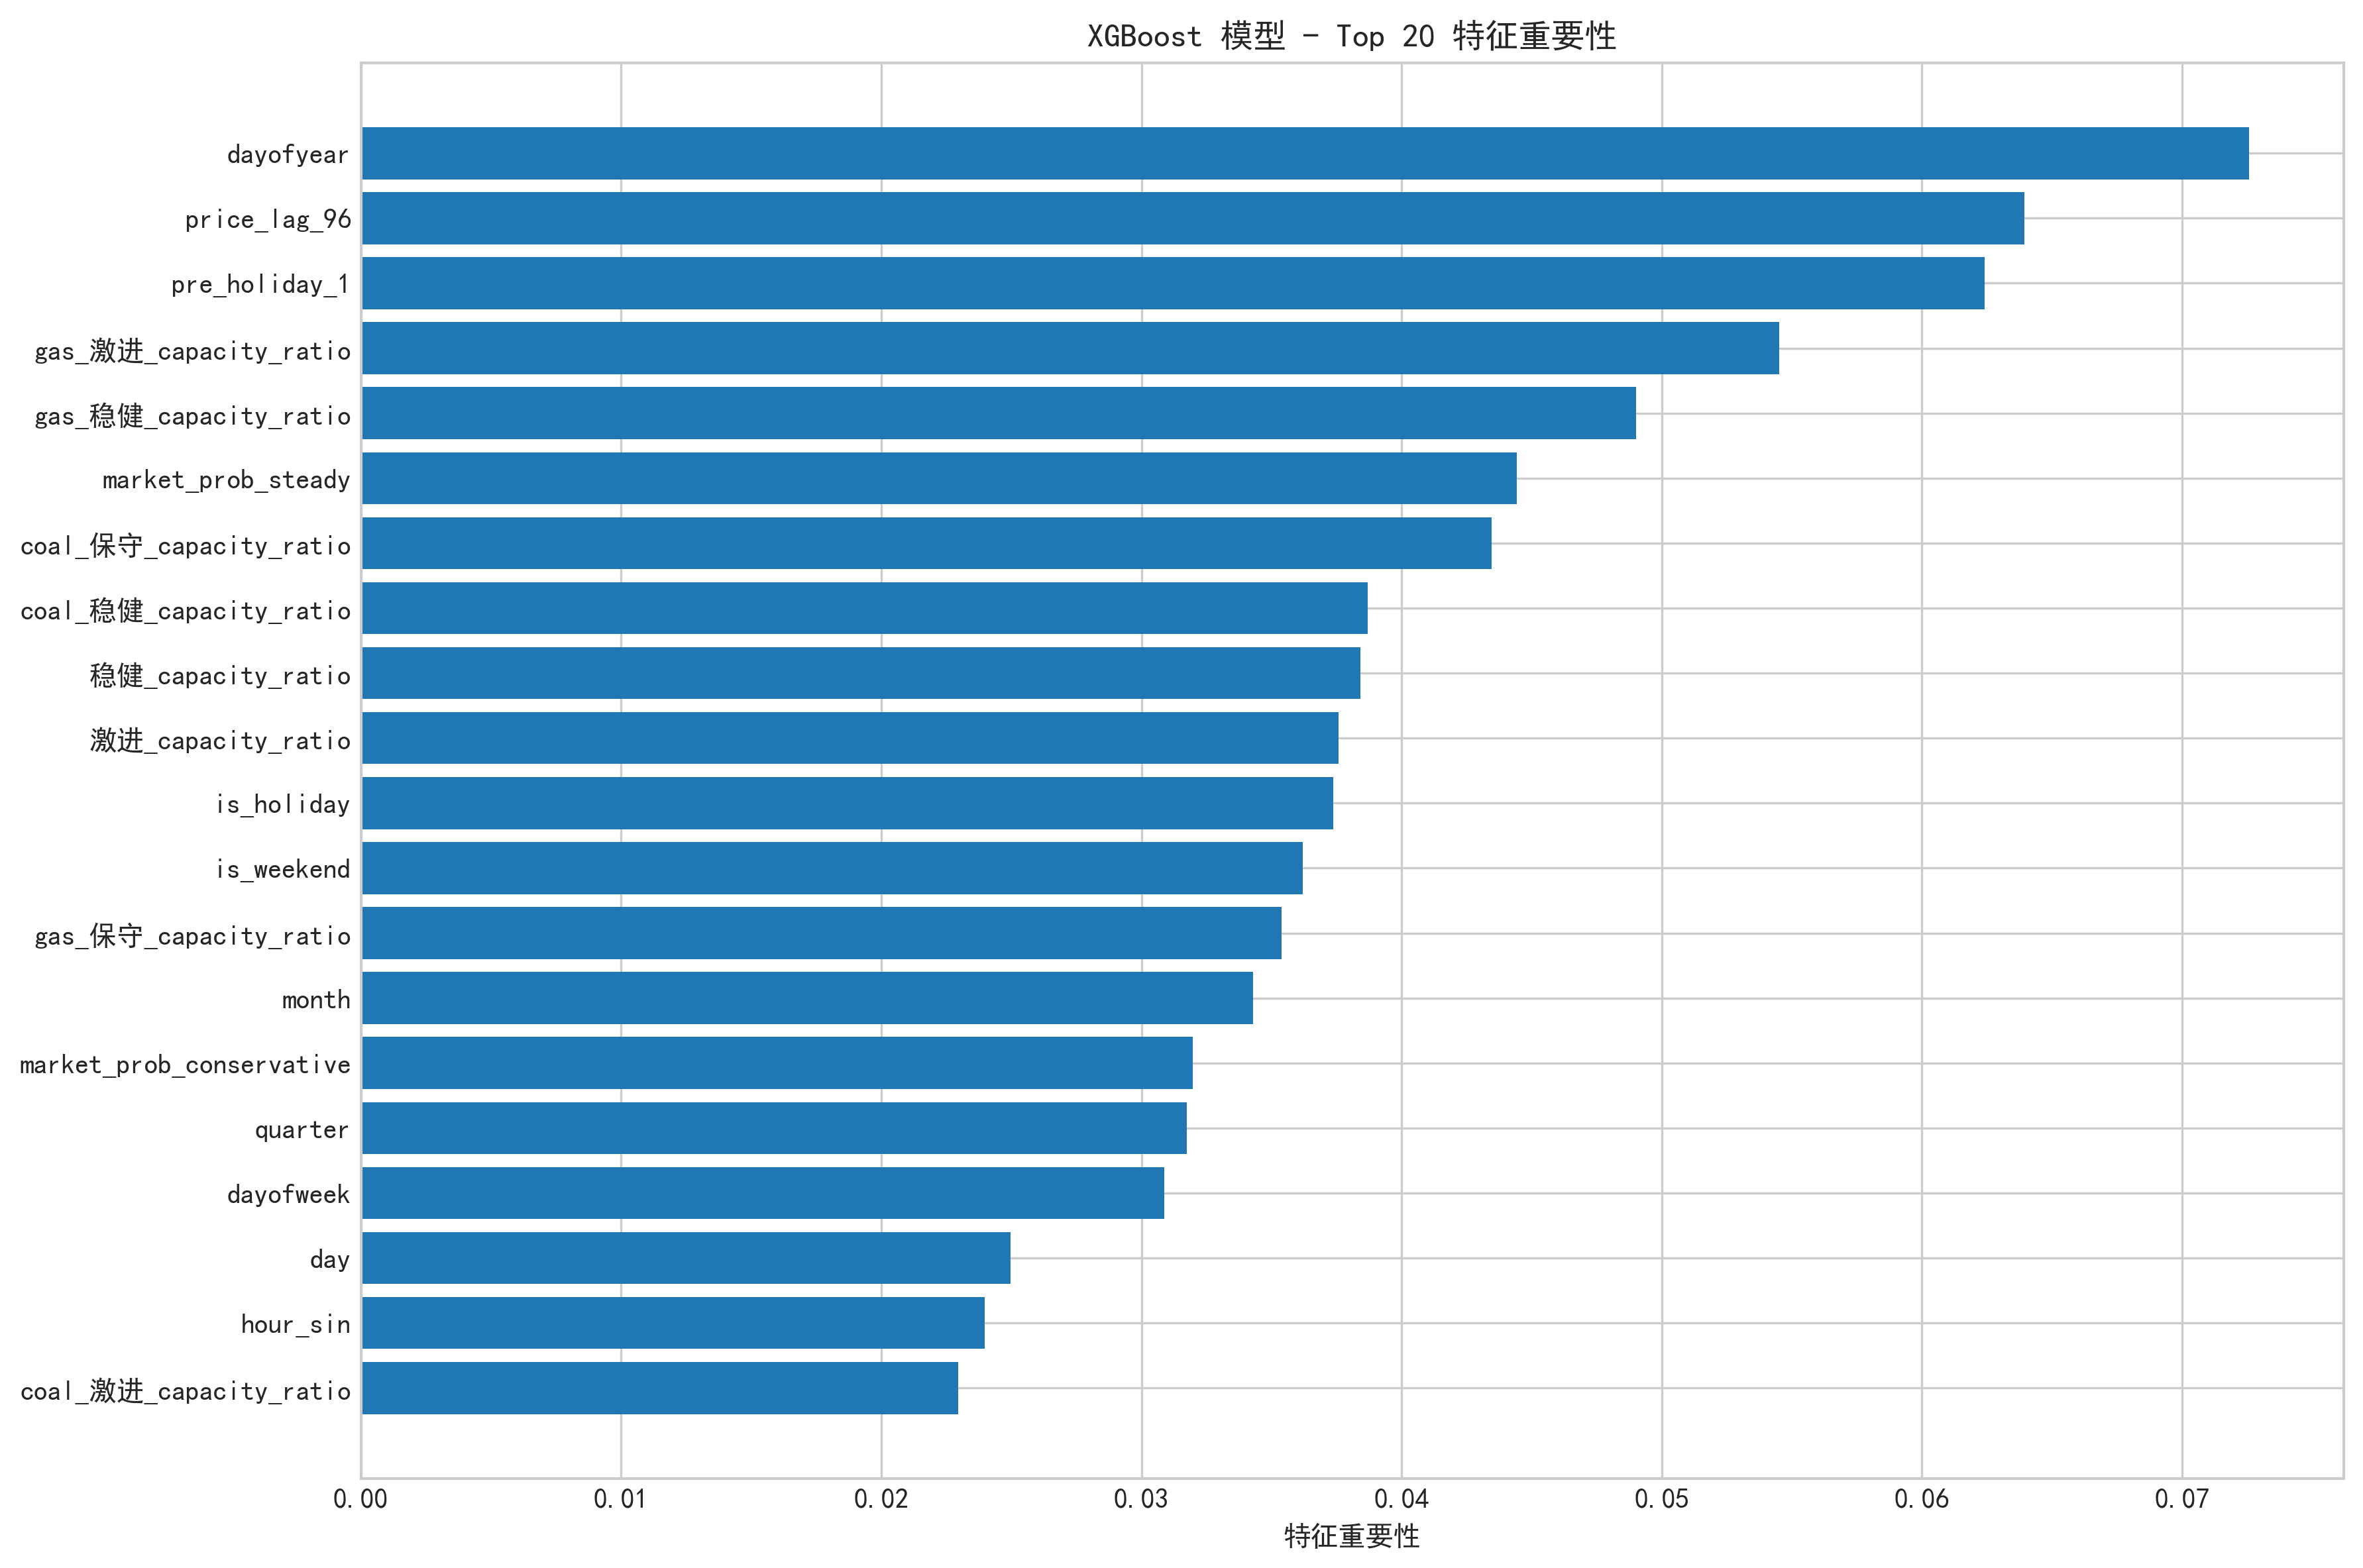 XGBoost 模型 - Top 20 特征重要性
dayofyear
price_lag_96
pre_holiday_1
gas_激进_capacity_ratio
gas_稳健_capacity_ratio
market_prob_steady
coal_保守_capacity_ratio
coal_稳健_capacity_ratio
稳健_capacity_ratio
激进_capacity_ratio
is_holiday
is_weekend
gas_保守_capacity_ratio
month
market_prob_conservative
quarter
dayofweek
day
hour_sin
coal_激进_capacity_ratio
0.00 0.01 0.02 0.03 0.04 0.05 0.06 0.07
特征重要性